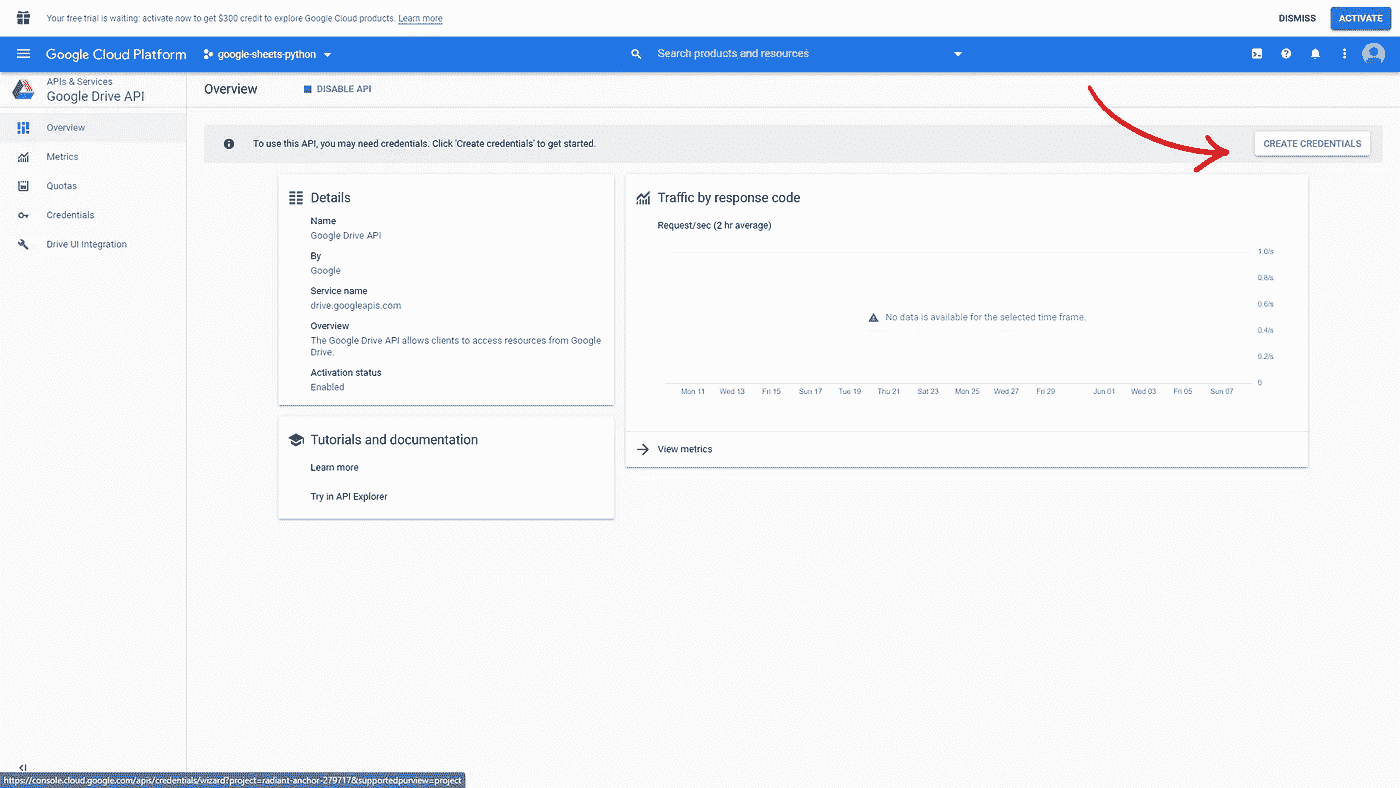 Your free trial is waiting: activate now to get $300 credit to explore Google Cloud products. Learn more
DISMISS
ACTIVATE
Google Cloud Platform
google-sheets-python
Search products and resources
APIs & Services
Google Drive API
Overview
DISABLE API
Overview
Metrics
Quotas
Credentials
Drive UI Integration
To use this API, you may need credentials. Click 'Create credentials' to get started.
CREATE CREDENTIALS
Details
Name
Google Drive API
By
Google
Service name
drive.googleapis.com
Overview
The Google Drive API allows clients to access resources from Google
Drive.
Activation status
Enabled
Tutorials and documentation
Learn more
Try in API Explorer
Traffic by response code
Request/sec (2 hr average)
1.0/s
0.8/s
0.6/s
0.4/s
0.2/s
0
No data is available for the selected time frame.
Mon 11 Wed 13 Fri 15 Sun 17 Tue 19 Thu 21 Sat 23 Mon 25 Wed 27 Fri 29 Jun 01 Wed 03 Fri 05 Sun 07
View metrics
https://console.cloud.google.com/apis/credentials/wizard?project=radiant-anchor-279717&supportedpurview=project